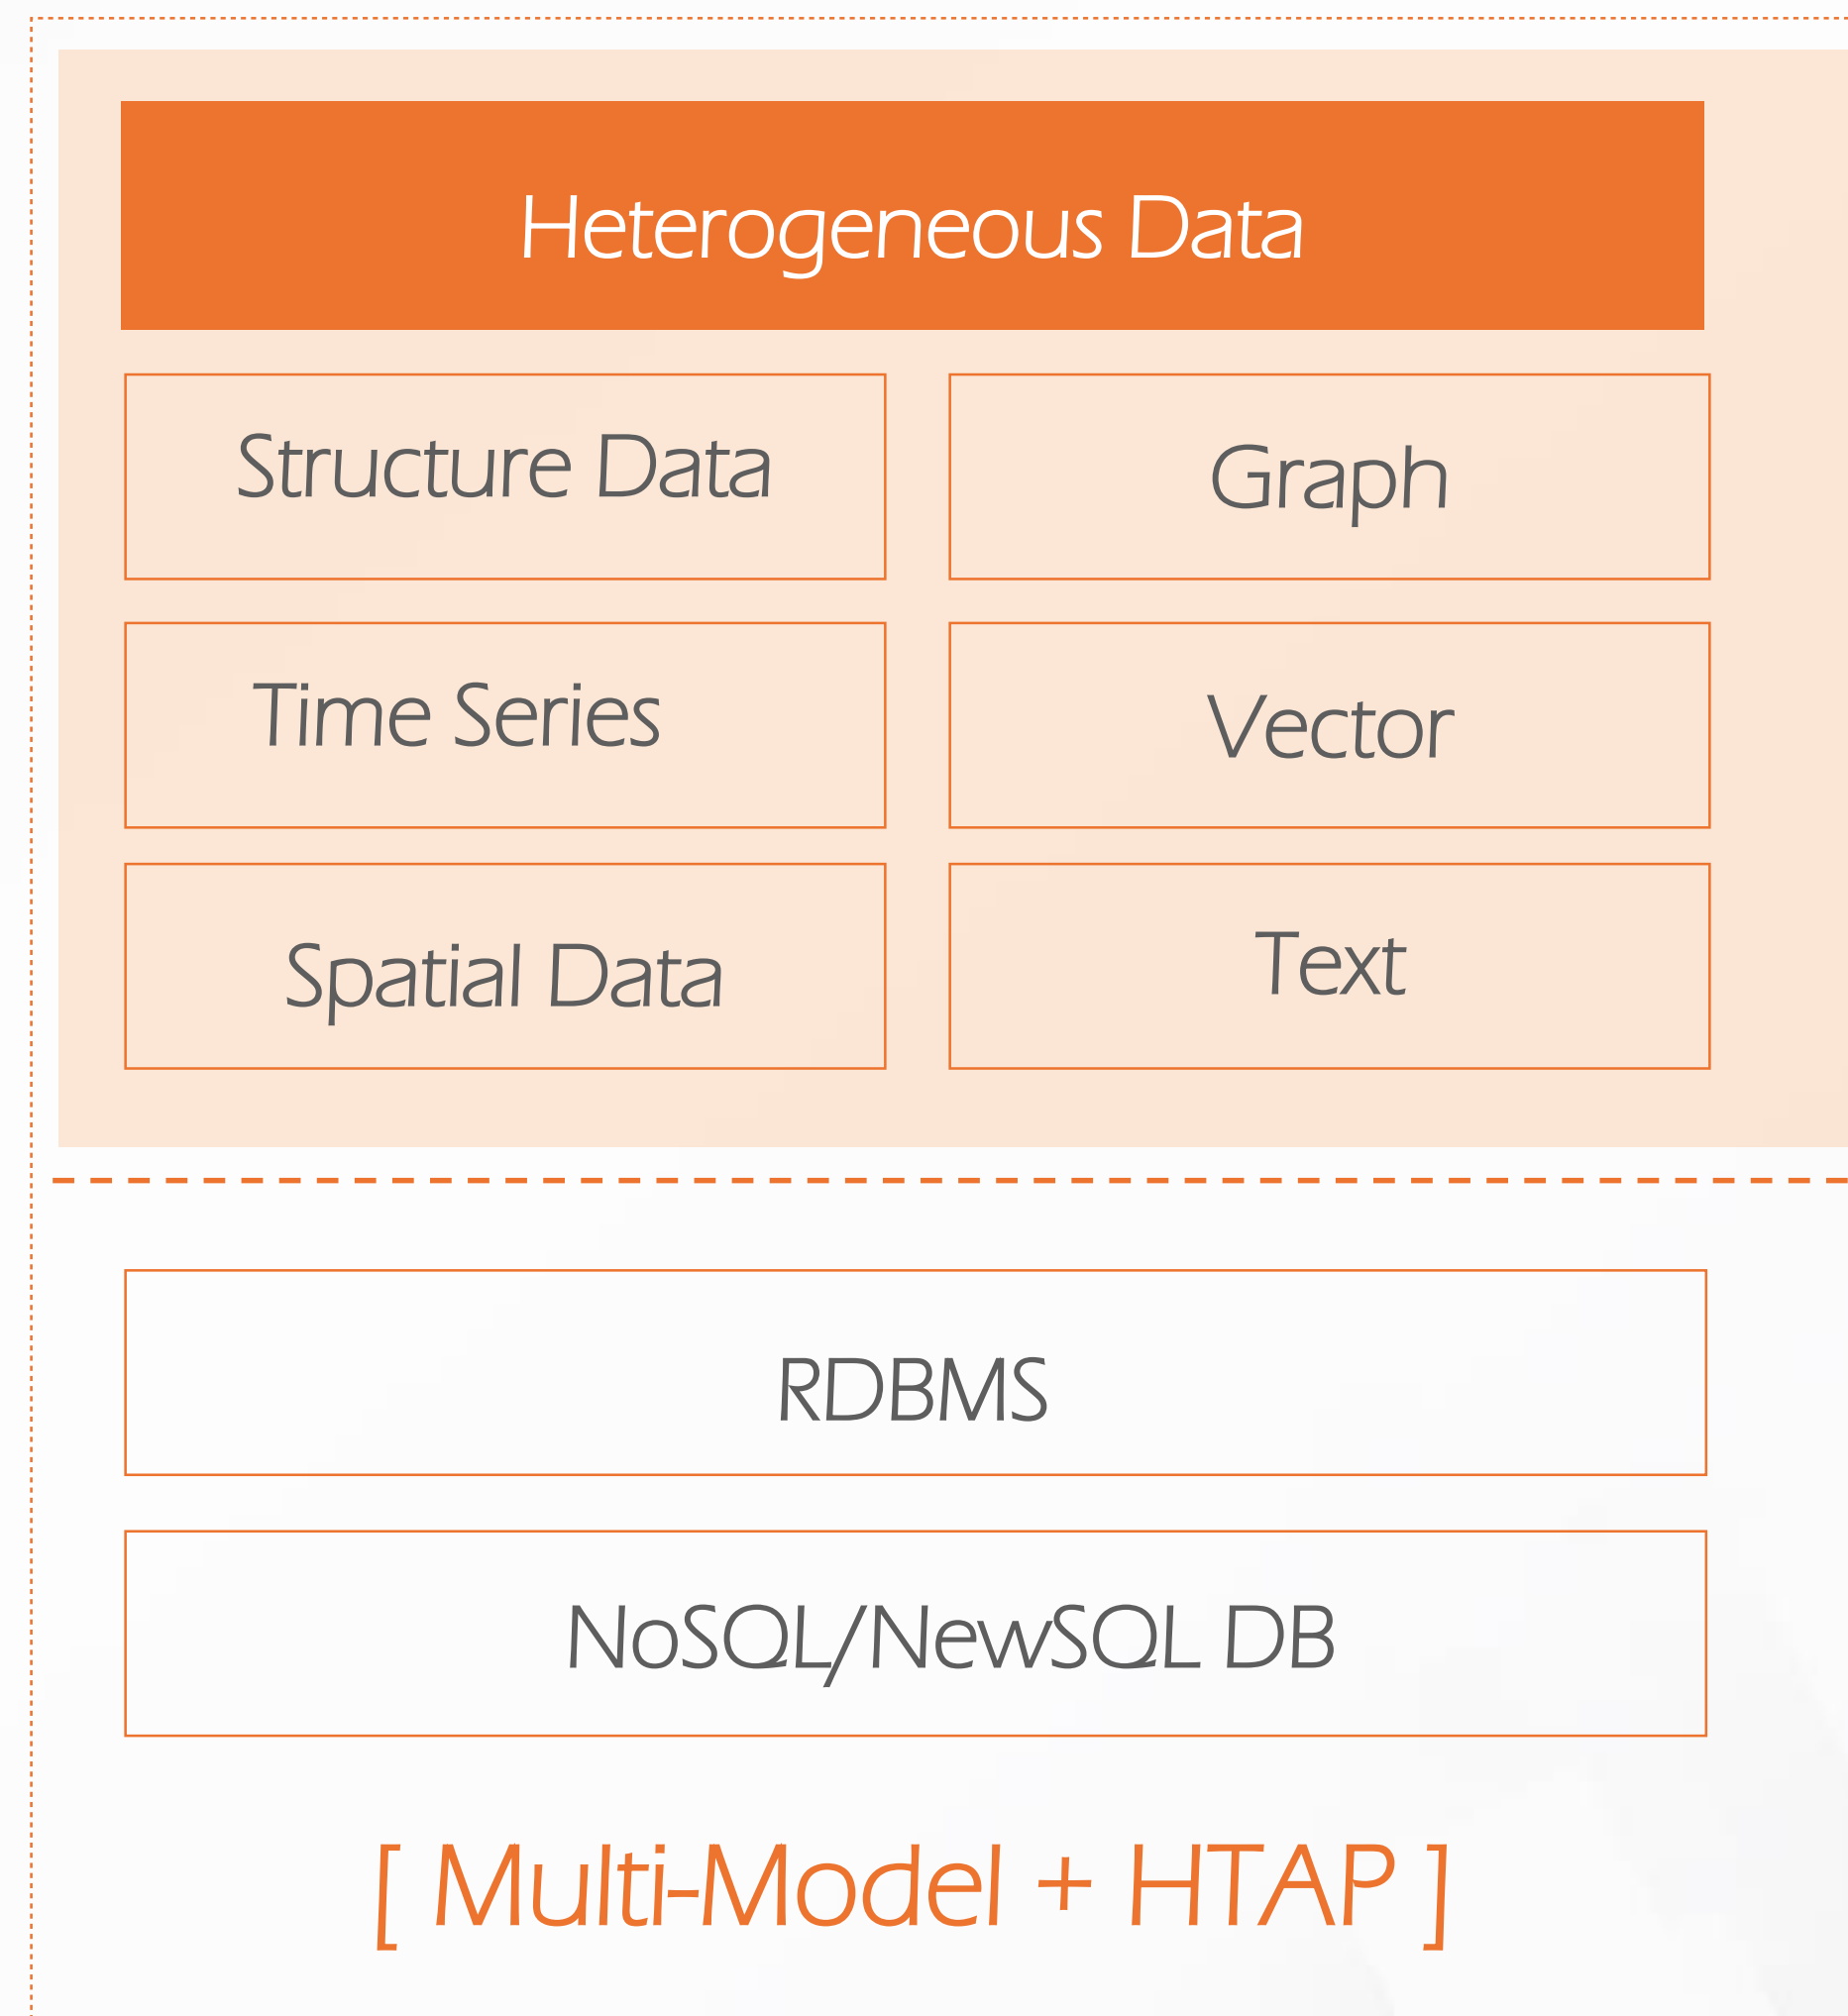 Heterogeneous Data
Structure Data
Graph
Time Series
Vector
Spatial Data
Text
RDBMS
NoSQL/NewSQL DB
[ Multi-Model + HTAP ]